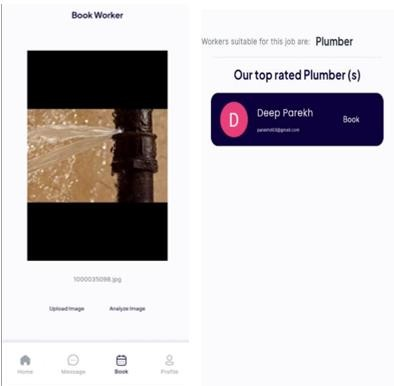 Book Worker
1000035098.jpg
Upload Image Analyze Image
Home Message Book Profile
Workers suitable for this job are: Plumber
Our top rated Plumber (s)
D
Deep Parekh
Book